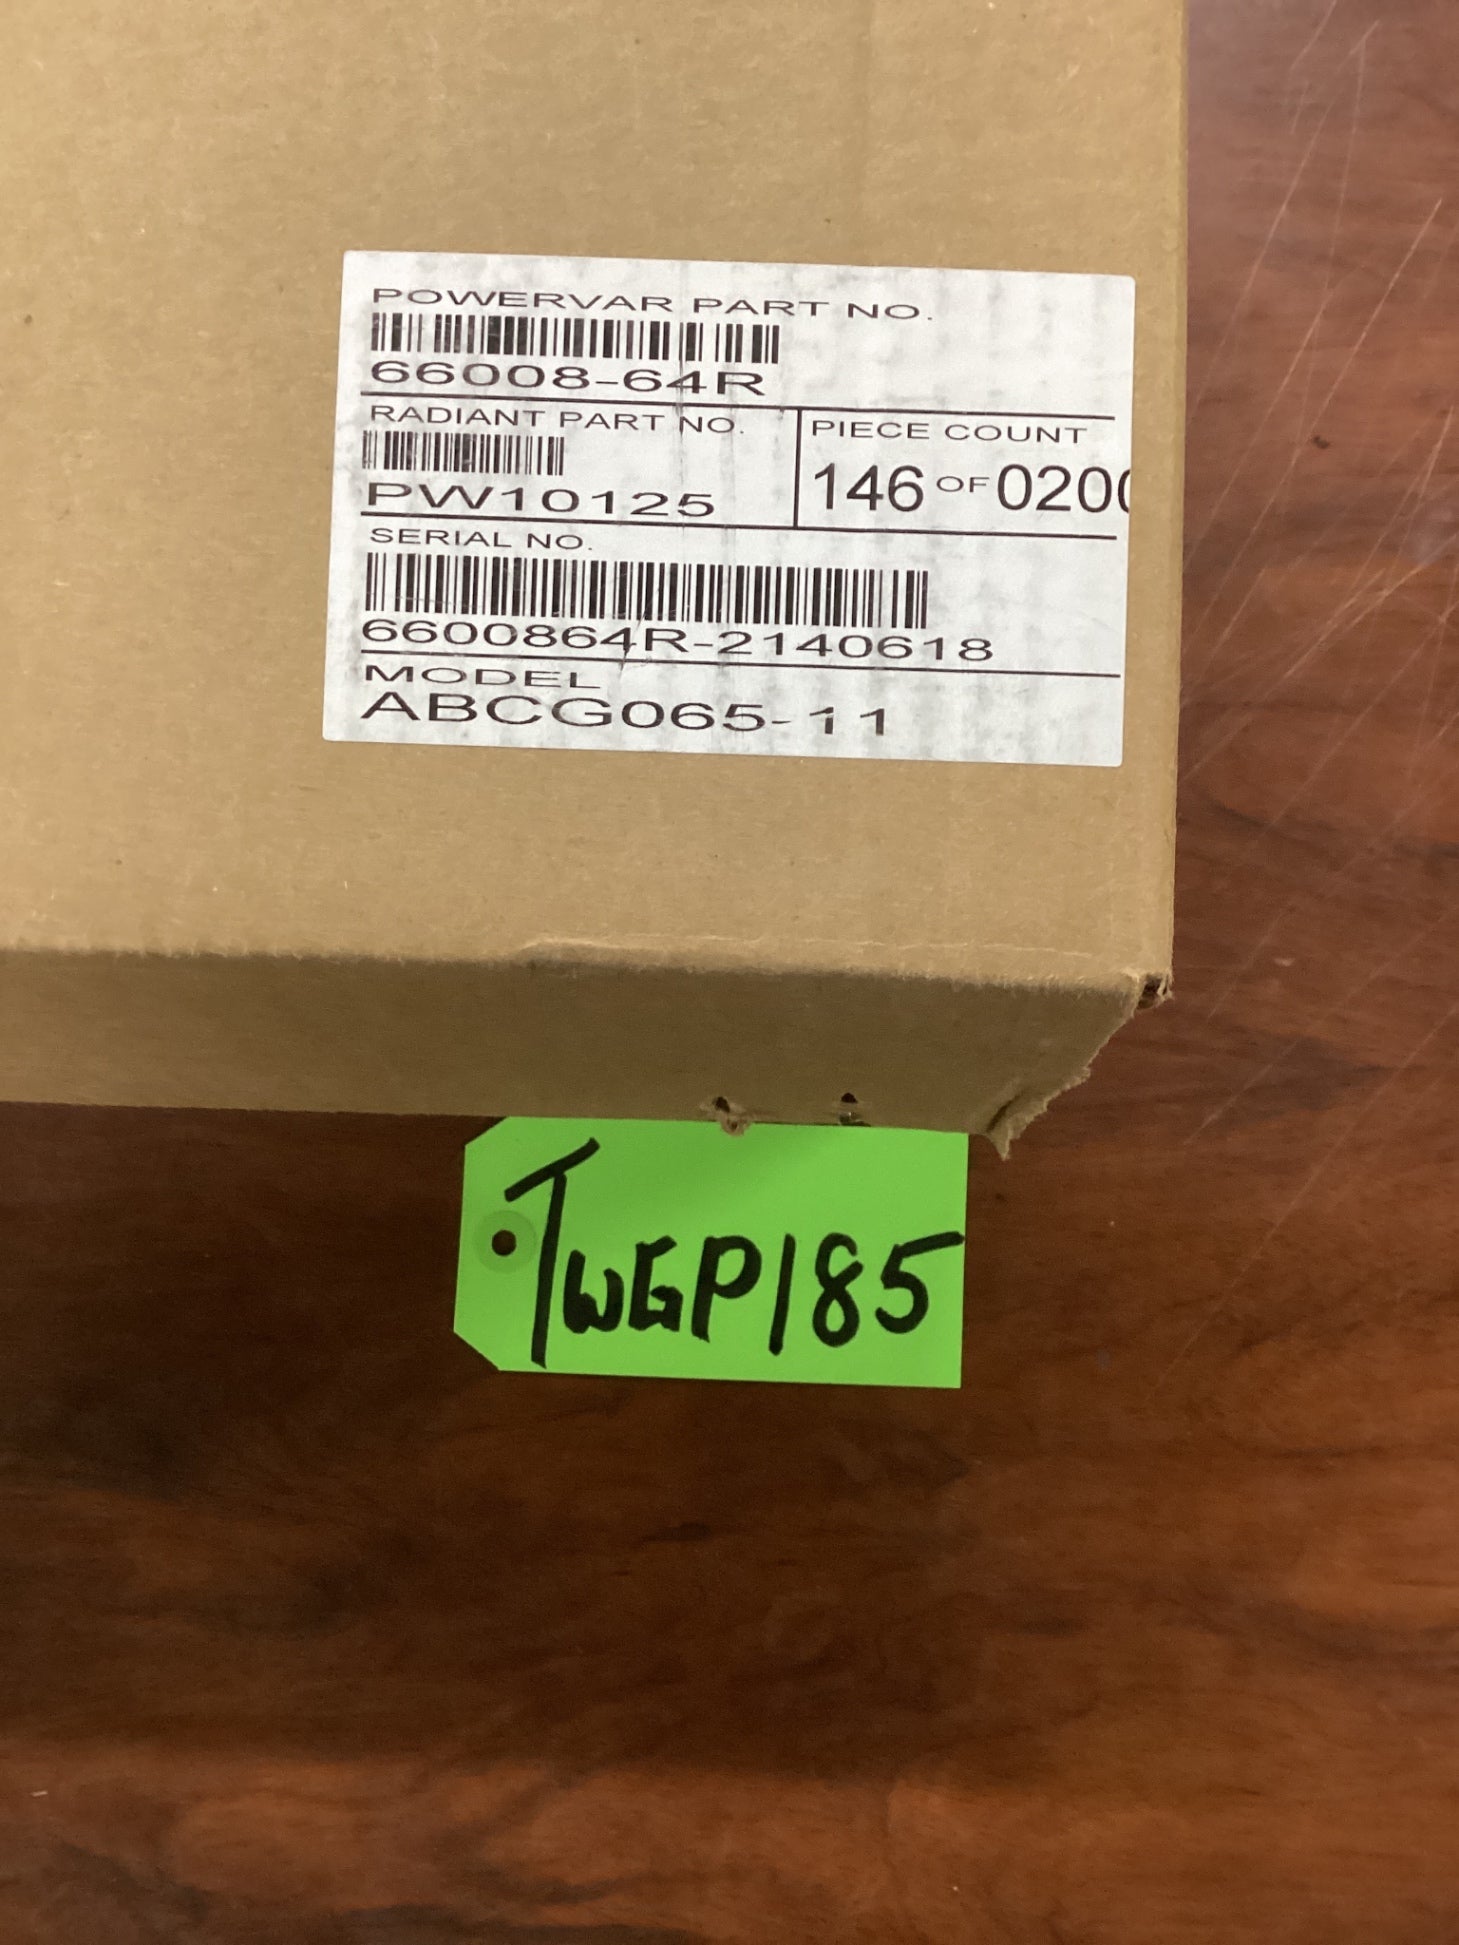 POWERVAR PART NO.
66008-64R
RADIANT PART NO.
PW10125
PIECE COUNT
146 OF 0200
SERIAL NO.
6600864R-2140618
MODEL
ABCG065-11
TWGP185